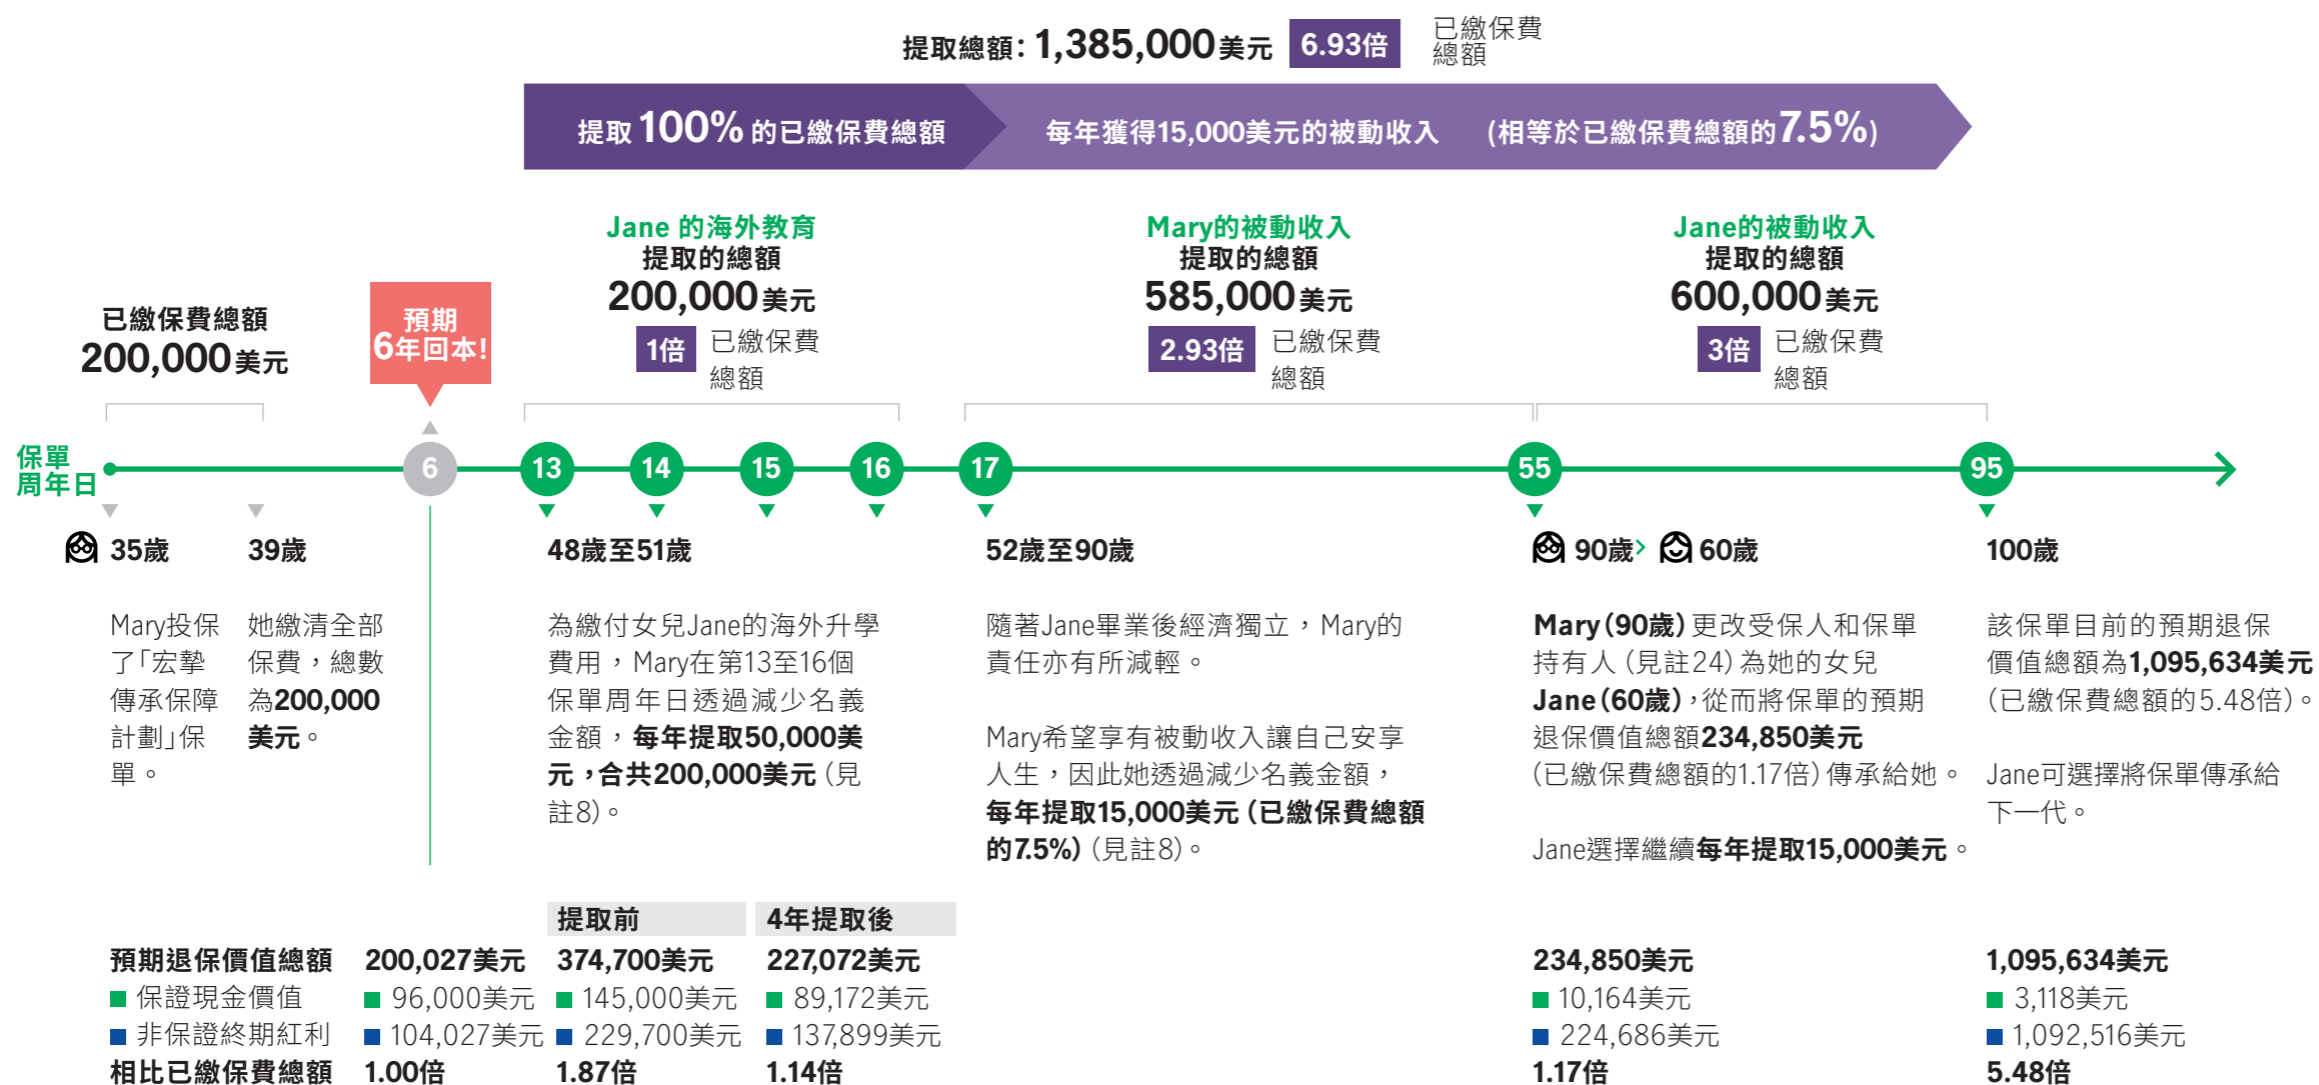 提取總額：1,385,000美元 6.93倍 已繳保費
總額
提取 100% 的已繳保費總額
每年獲得15,000美元的被動收入 (相等於已繳保費總額的7.5%)
已繳保費總額
200,000美元
預期
6年回本!
Jane 的海外教育
提取的總額
200,000美元
1倍 已繳保費
總額
Mary的被動收入
提取的總額
585,000美元
2.93倍 已繳保費
總額
Jane的被動收入
提取的總額
600,000美元
3倍 已繳保費
總額
保單
周年日
6 13 14 15 16 17 55 95
35歲
Mary投保
了「宏摯
傳承保障
計劃」保
單。
39歲
她繳清全部
保費，總數
為200,000
美元。
48歲至51歲
為繳付女兒Jane的海外升學
費用，Mary在第13至16個
保單周年日透過減少名義
金額，每年提取50,000美
元，合共200,000美元（見
註8）。
52歲至90歲
隨著Jane畢業後經濟獨立，Mary的
責任亦有所減輕。
Mary希望享有被動收入讓自己安享
人生，因此她透過減少名義金額，
每年提取15,000美元（已繳保費總額
的7.5%）（見註8）。
90歲> 60歲
Mary（90歲）更改受保人和保單
持有人（見註24）為她的女兒
Jane（60歲），從而將保單的預期
退保價值總額234,850美元
（已繳保費總額的1.17倍）傳承給她。
Jane選擇繼續每年提取15,000美元。
100歲
該保單目前的預期退保
價值總額為1,095,634美元
（已繳保費總額的5.48倍）。
Jane可選擇將保單傳承給
下一代。
提取前 4年提取後
預期退保價值總額 200,027美元 374,700美元 227,072美元 234,850美元 1,095,634美元
保證現金價值 96,000美元 145,000美元 89,172美元 10,164美元 3,118美元
非保證終期紅利 104,027美元 229,700美元 137,899美元 224,686美元 1,092,516美元
相比已繳保費總額 1.00倍 1.87倍 1.14倍 1.17倍 5.48倍